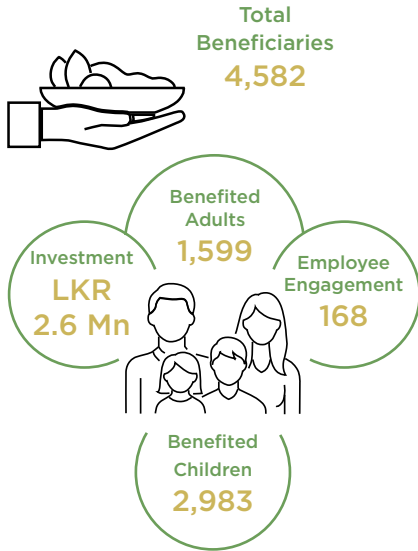 Total
Beneficiaries
4,582
Benefited
Adults
1,599
Investment
LKR
2.6 Mn
Employee
Engagement
168
Benefited
Children
2,983